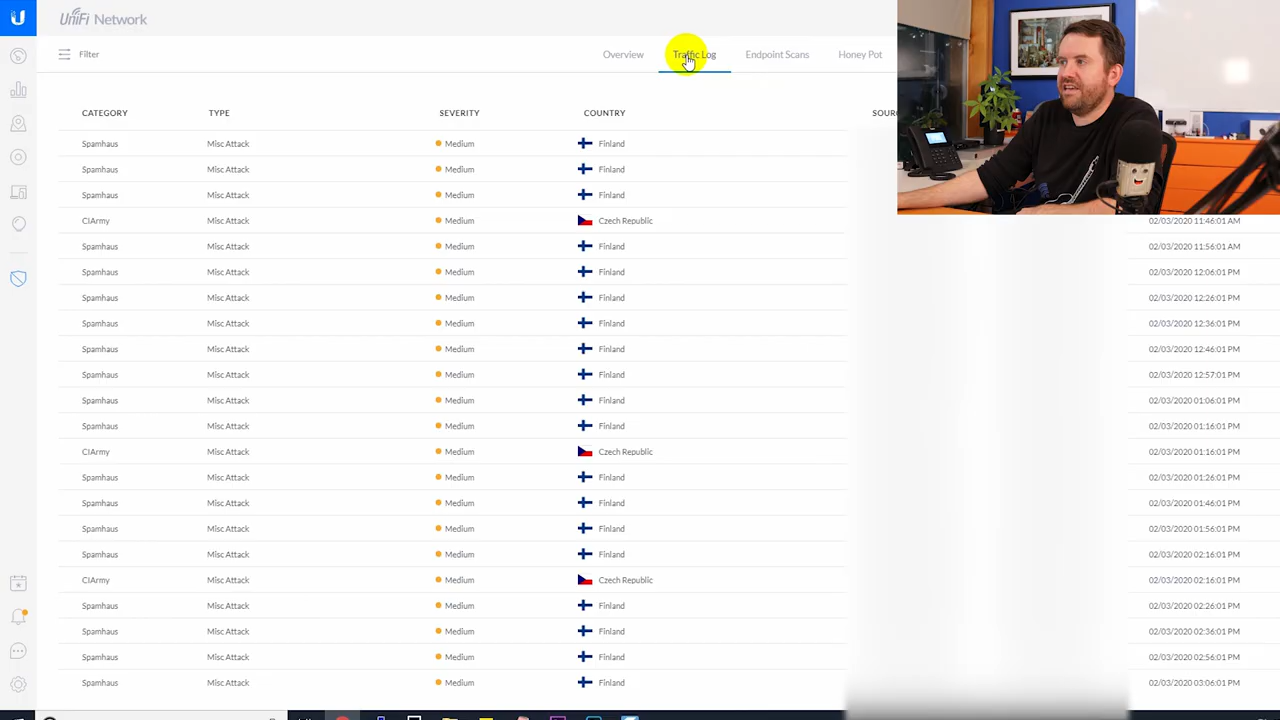 UniFi Network
Filter Overview Traffic Log Endpoint Scans Honey Pot
CATEGORY TYPE SEVERITY COUNTRY
Spamhaus Misc Attack Medium Finland
Spamhaus Misc Attack Medium Finland
Spamhaus Misc Attack Medium Finland
CIArmy Misc Attack Medium Czech Republic 02/03/2020 11:46:01 AM
Spamhaus Misc Attack Medium Finland 02/03/2020 11:56:01 AM
Spamhaus Misc Attack Medium Finland 02/03/2020 12:06:01 PM
Spamhaus Misc Attack Medium Finland 02/03/2020 12:26:01 PM
Spamhaus Misc Attack Medium Finland 02/03/2020 12:36:01 PM
Spamhaus Misc Attack Medium Finland 02/03/2020 12:46:01 PM
Spamhaus Misc Attack Medium Finland 02/03/2020 12:57:01 PM
Spamhaus Misc Attack Medium Finland 02/03/2020 01:06:01 PM
Spamhaus Misc Attack Medium Finland 02/03/2020 01:16:01 PM
CIArmy Misc Attack Medium Czech Republic 02/03/2020 01:16:01 PM
Spamhaus Misc Attack Medium Finland 02/03/2020 01:26:01 PM
Spamhaus Misc Attack Medium Finland 02/03/2020 01:46:01 PM
Spamhaus Misc Attack Medium Finland 02/03/2020 01:56:01 PM
Spamhaus Misc Attack Medium Finland 02/03/2020 02:16:01 PM
CIArmy Misc Attack Medium Czech Republic 02/03/2020 02:16:01 PM
Spamhaus Misc Attack Medium Finland 02/03/2020 02:26:01 PM
Spamhaus Misc Attack Medium Finland 02/03/2020 02:36:01 PM
Spamhaus Misc Attack Medium Finland 02/03/2020 02:56:01 PM
Spamhaus Misc Attack Medium Finland 02/03/2020 03:06:01 PM